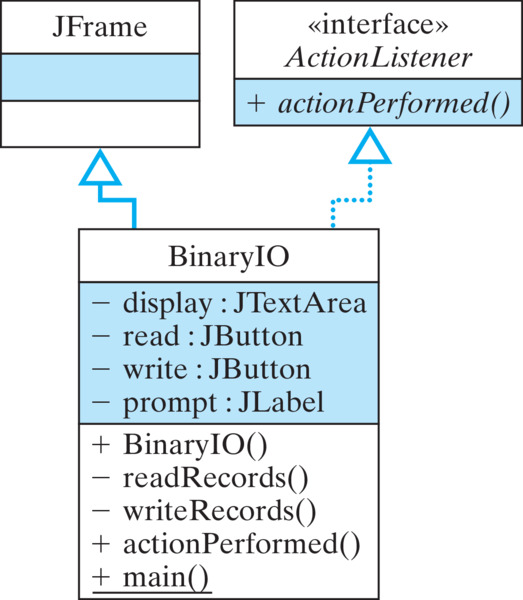 JFrame
«interface»
ActionListener
+ actionPerformed()
BinaryIO
− display : JTextArea
− read : JButton
− write : JButton
− prompt : JLabel
+ BinaryIO()
− readRecords()
− writeRecords()
+ actionPerformed()
+ main()